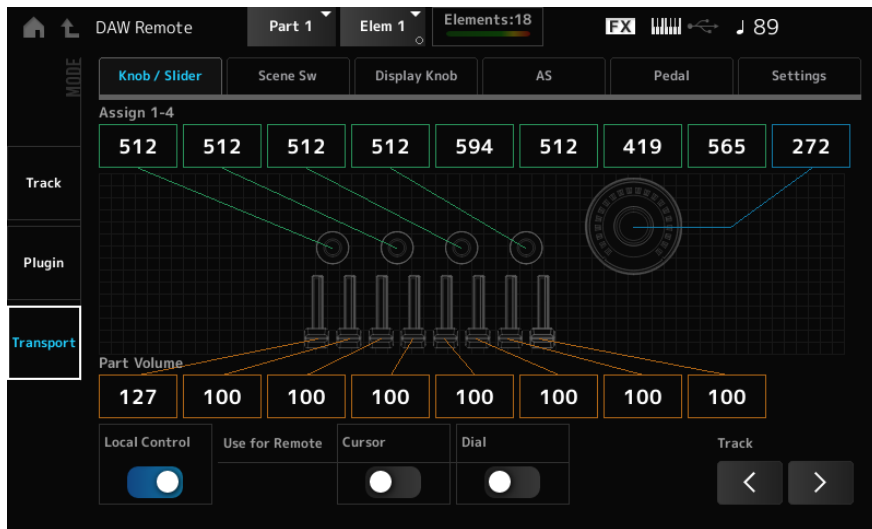 DAW Remote Part 1 Elem 1 Elements:18 FX ♩ 89
MODE
Knob / Slider Scene Sw Display Knob AS Pedal Settings
Assign 1-4
512 512 512 512 594 512 419 565 272
Track
Plugin
Transport
Part Volume
127 100 100 100 100 100 100 100
Local Control Use for Remote Cursor Dial Track